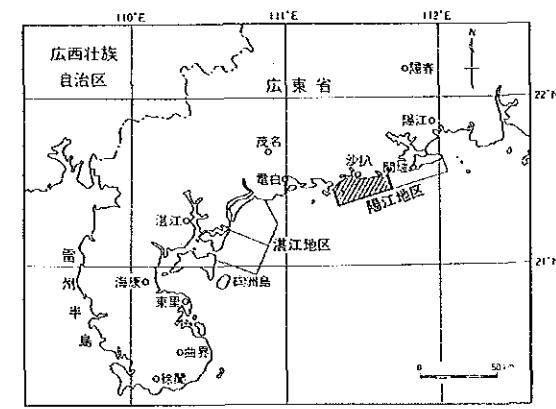 110°E
111°E
112°E
広西壮族
自治区
広東省
N
陽春
22°N
陽江
茂名
電白
沙扒
閘坡
陽江地区
湛江
湛江地区
21°N
雷州半島
海康
硇洲島
東里
曲界
徐聞
0 50km